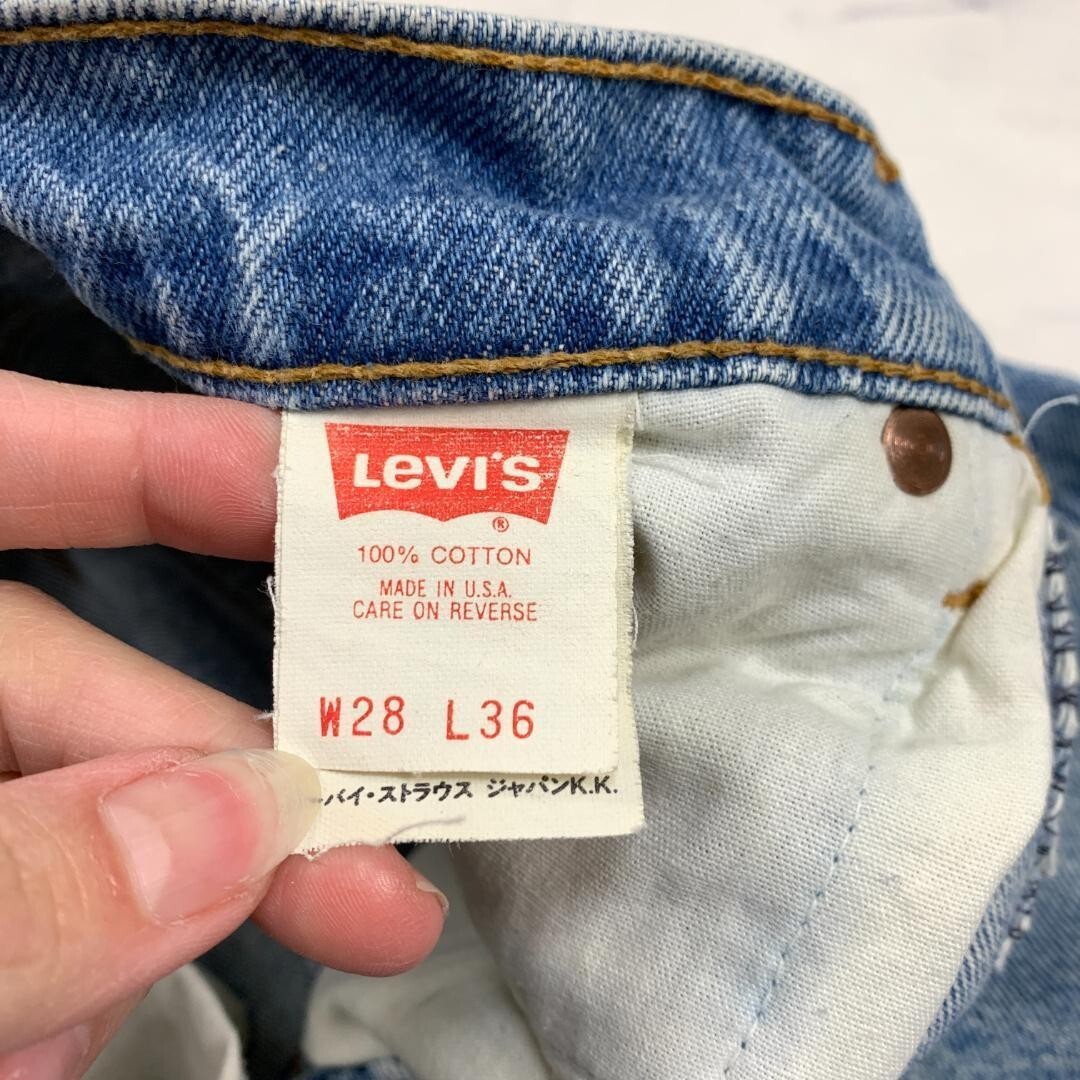 LEVI'S
®
100% COTTON
MADE IN U.S.A.
CARE ON REVERSE
W28 L36
ーバイ・ストラウス ジャパンK.K.